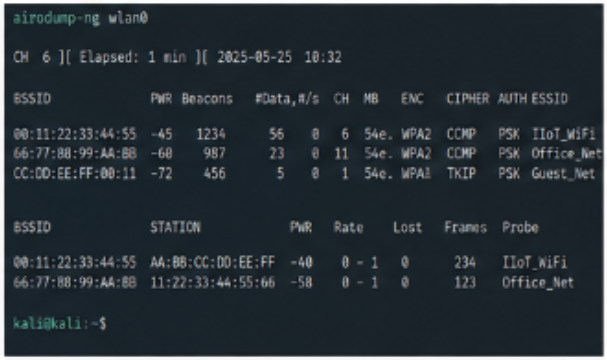 airodump-ng wlan0
CH 6 ][ Elapsed: 1 min ][ 2025-05-25 10:32
BSSID PWR Beacons #Data,#/s CH MB ENC CIPHER AUTH ESSID
00:11:22:33:44:55 -45 1234 56 0 6 54e. WPA2 CCMP PSK IIoT_WiFi
66:77:88:99:AA:BB -60 987 23 0 11 54e. WPA2 CCMP PSK Office_Net
CC:DD:EE:FF:00:11 -72 456 5 0 1 54e. TKIP PSK Guest_Net
BSSID STATION PWR Rate Lost Frames Probe
00:11:22:33:44:55 AA:BB:CC:DD:EE:FF -40 0 - 1 0 234 IIoT_WiFi
66:77:88:99:AA:BB 11:22:33:44:55:66 -58 0 - 1 0 123 Office_Net
kali@kali:~$